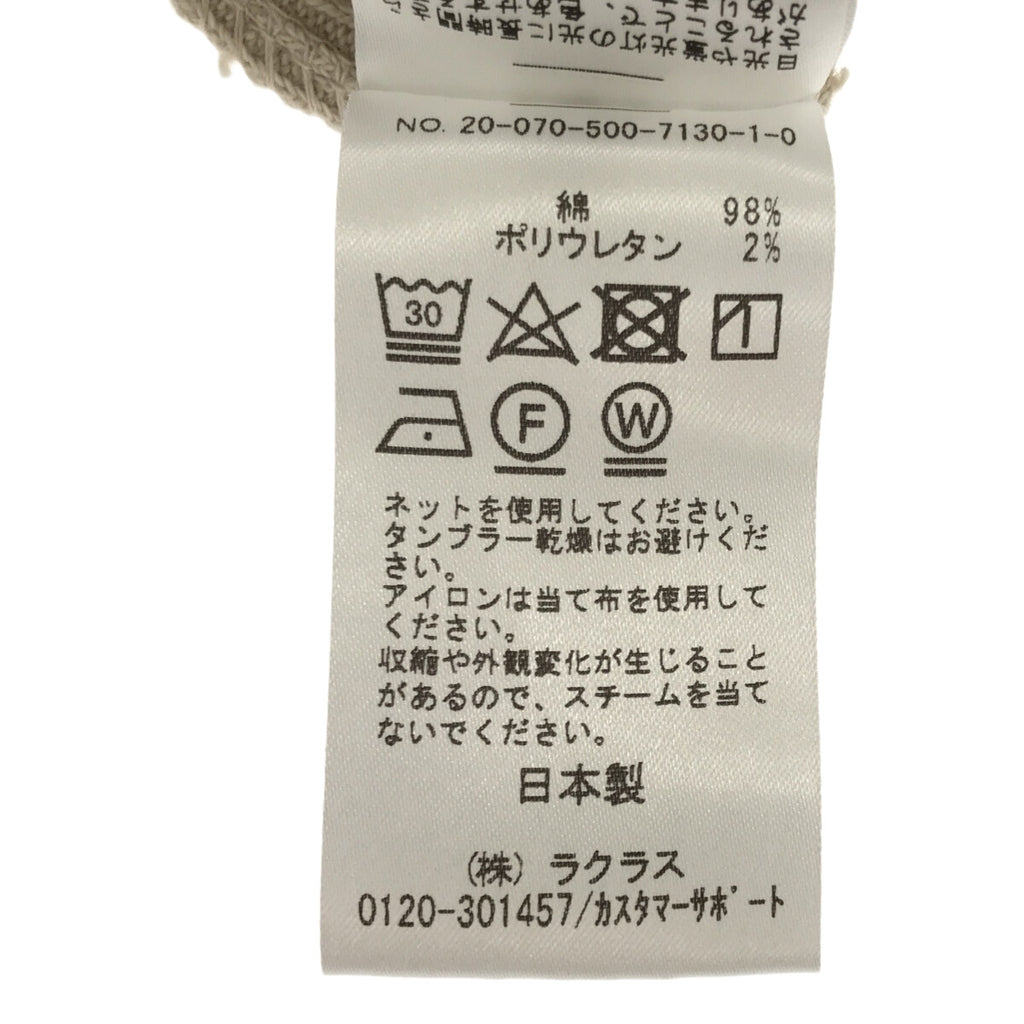 NO. 20-070-500-7130-1-0
綿 98%
ポリウレタン 2%
30
F
W
ネットを使用してください。
タンブラー乾燥はお避けくだ
さい。
アイロンは当て布を使用して
ください。
収縮や外観変化が生じること
があるので、スチームを当て
ないでください。
日本製
(株) ラクラス
0120-301457/カスタマーサポート